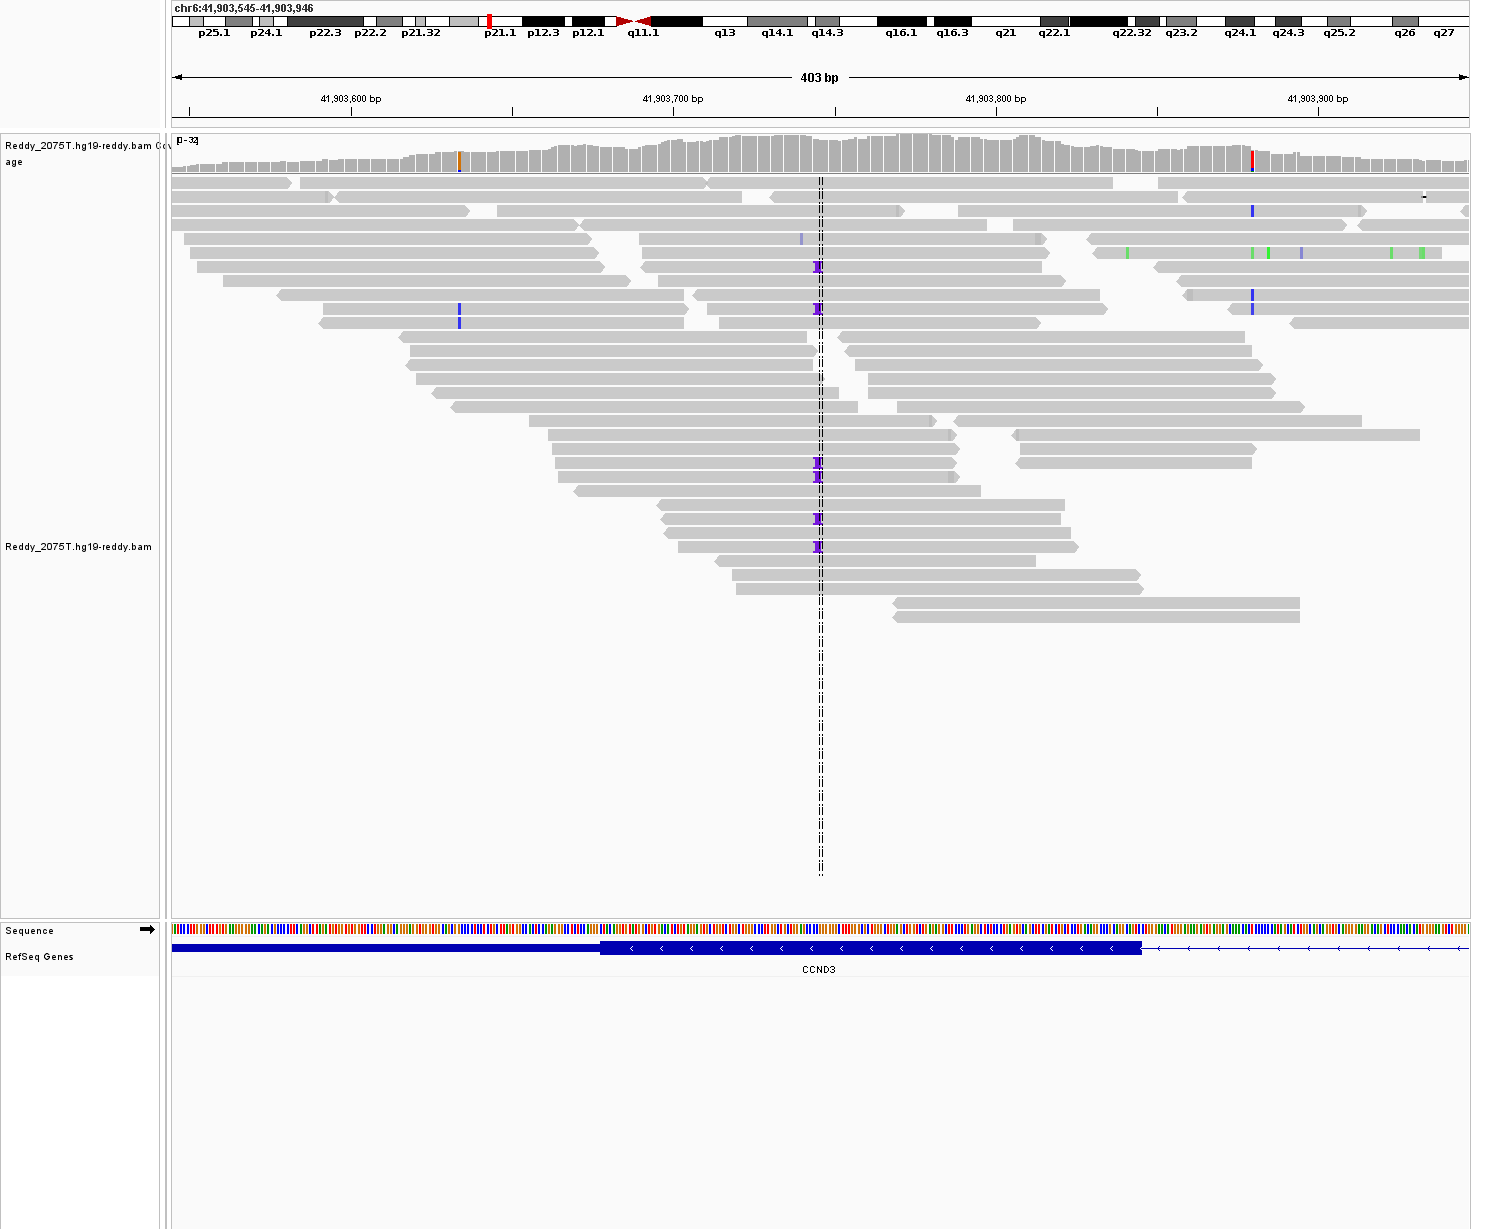 chr6:41,903,545-41,903,946
p25.1 p24.1 p22.3 p22.2 p21.32 p21.1 p12.3 p12.1 q11.1 q13 q14.1 q14.3 q16.1 q16.3 q21 q22.1 q22.32 q23.2 q24.1 q24.3 q25.2 q26 q27
403 bp
41,903,600 bp 41,903,700 bp 41,903,800 bp 41,903,900 bp
Reddy_2075T.hg19-reddy.bam Cov
age
[0-32]
Reddy_2075T.hg19-reddy.bam
Sequence
RefSeq Genes
CCND3